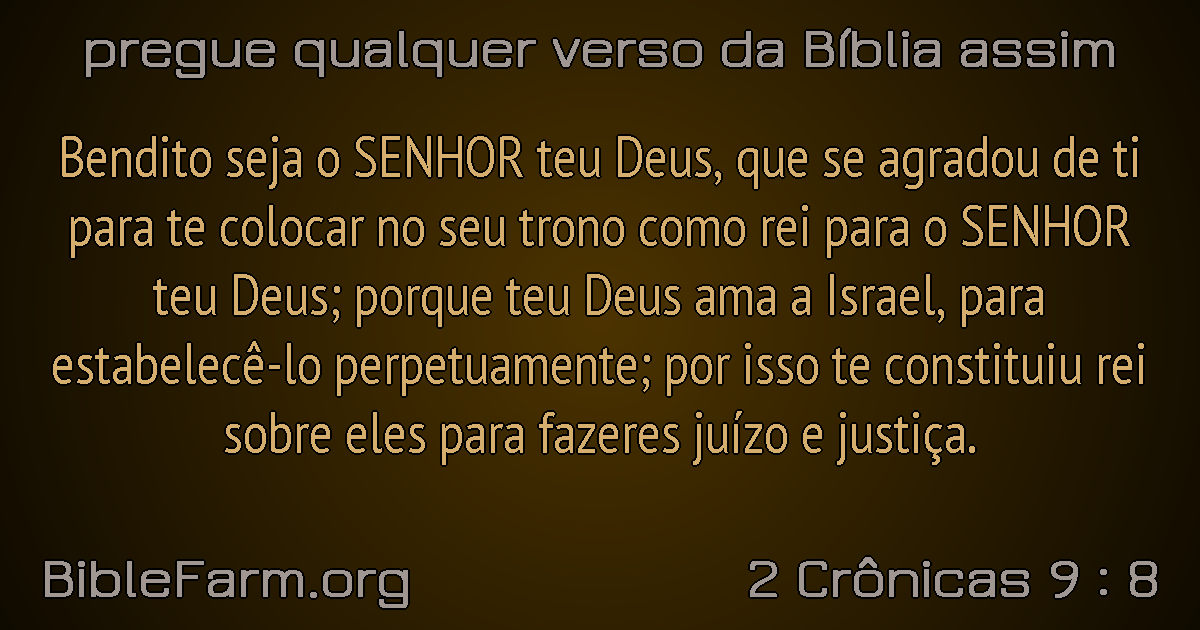 pregue qualquer verso da Bíblia assim
Bendito seja o SENHOR teu Deus, que se agradou de ti
para te colocar no seu trono como rei para o SENHOR
teu Deus; porque teu Deus ama a Israel, para
estabelecê-lo perpetuamente; por isso te constituiu rei
sobre eles para fazeres juízo e justiça.
BibleFarm.org
2 Crônicas 9 : 8